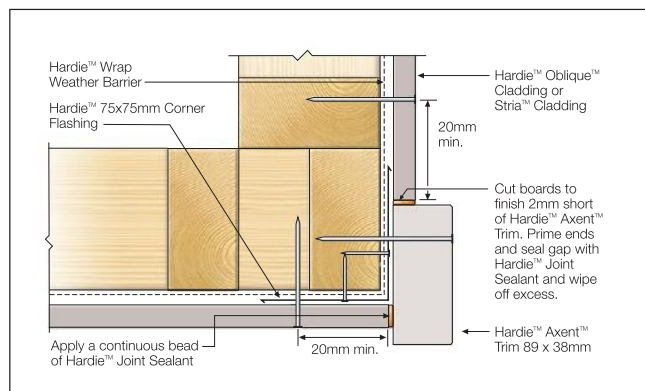 Hardie™ Wrap
Weather Barrier
Hardie™ 75x75mm Corner
Flashing
Hardie™ Oblique™
Cladding or
Stria™ Cladding
20mm
min.
Cut boards to
finish 2mm short
of Hardie™ Axent™
Trim. Prime ends
and seal gap with
Hardie™ Joint
Sealant and wipe
off excess.
Apply a continuous bead
of Hardie™ Joint Sealant
20mm min.
Hardie™ Axent™
Trim 89 x 38mm